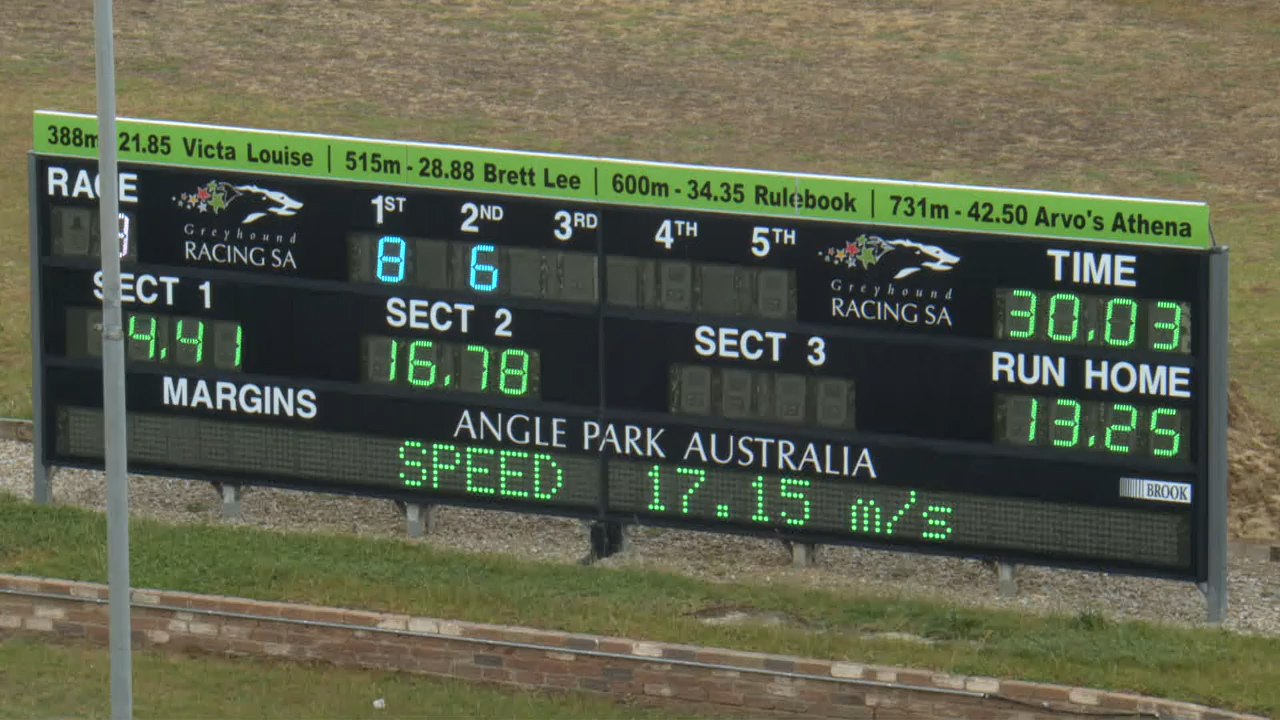 388m 21.85 Victa Louise | 515m - 28.88 Brett Lee | 600m - 34.35 Rulebook | 731m - 42.50 Arvo's Athena
RACE
Greyhound
RACING SA
1ST 2ND 3RD 4TH 5TH
8 6
Greyhound
RACING SA
TIME
30.03
SECT 1
4.41
SECT 2
16.78
SECT 3
RUN HOME
13.25
MARGINS
ANGLE PARK AUSTRALIA
SPEED 17.15 m/s
BROOK